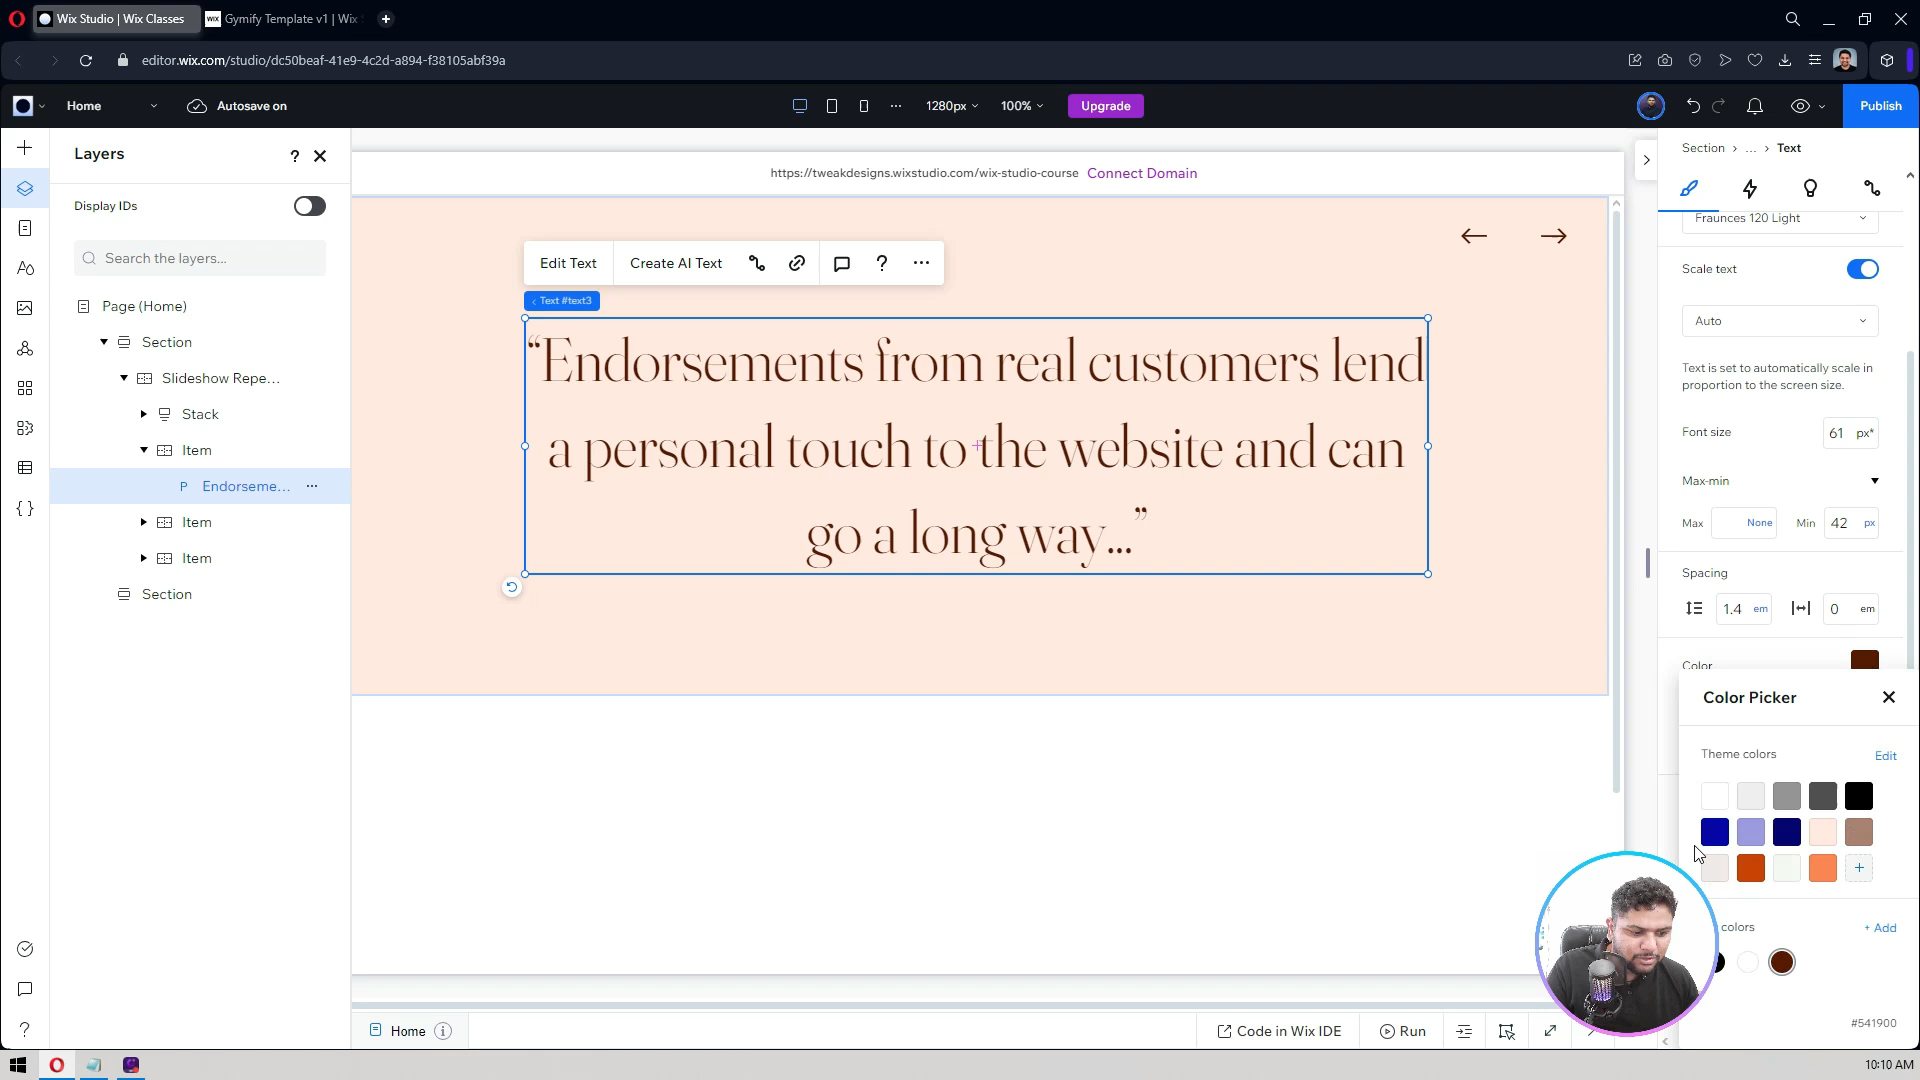 Wix Studio | Wix Classes
WIX Gymify Template v1 | Wix
editor.wix.com/studio/dc50beaf-41e9-4c2d-a894-f38105abf39a
Home
Autosave on
1280px
100%
Upgrade
Publish
Layers
?
Display IDs
Search the layers...
Page (Home)
Section
Slideshow Repe...
Stack
Item
P Endorseme... ...
Item
Item
Section
https://tweakdesigns.wixstudio.com/wix-studio-course Connect Domain
Edit Text
Create AI Text
?
Text #text3
“Endorsements from real customers lend
a personal touch to the website and can
go a long way...”
Section > ... > Text
Fraunces 120 Light
Scale text
Auto
Text is set to automatically scale in
proportion to the screen size.
Font size
61 px*
Max-min
Max None Min 42 px
Spacing
1.4 em
0 em
Color
Color Picker
Theme colors
Edit
colors
+ Add
#541900
Home
Code in Wix IDE
Run
?
10:10 AM